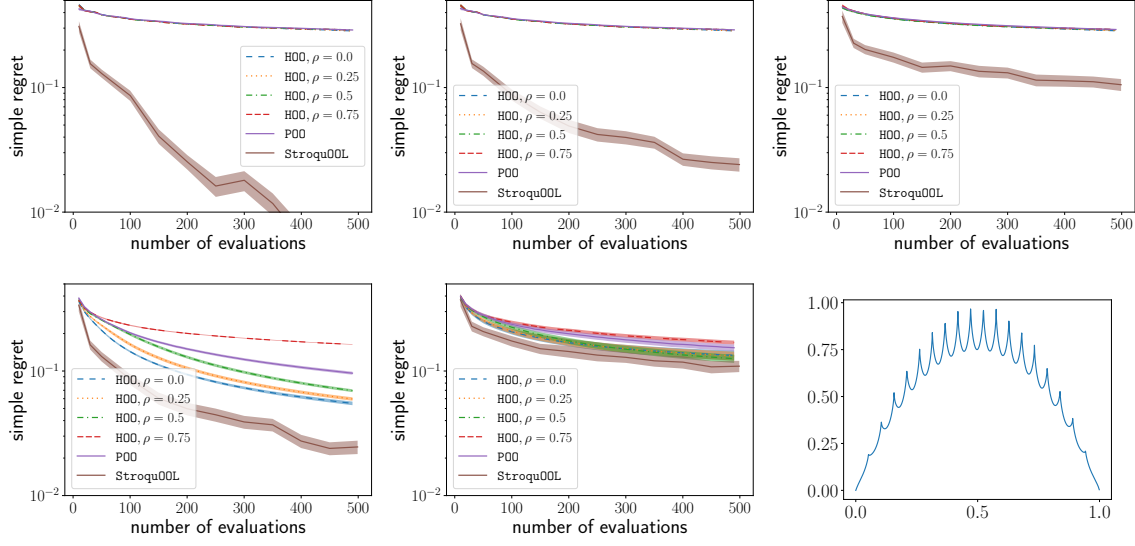 simple regret
10⁻¹
10⁻²
HOO, ρ = 0.0
HOO, ρ = 0.25
HOO, ρ = 0.5
HOO, ρ = 0.75
POO
StroquOOL
0 100 200 300 400 500
number of evaluations
simple regret
10⁻¹
10⁻²
HOO, ρ = 0.0
HOO, ρ = 0.25
HOO, ρ = 0.5
HOO, ρ = 0.75
POO
StroquOOL
0 100 200 300 400 500
number of evaluations
simple regret
10⁻¹
10⁻²
HOO, ρ = 0.0
HOO, ρ = 0.25
HOO, ρ = 0.5
HOO, ρ = 0.75
POO
StroquOOL
0 100 200 300 400 500
number of evaluations
simple regret
10⁻¹
10⁻²
HOO, ρ = 0.0
HOO, ρ = 0.25
HOO, ρ = 0.5
HOO, ρ = 0.75
POO
StroquOOL
0 100 200 300 400 500
number of evaluations
simple regret
10⁻¹
10⁻²
HOO, ρ = 0.0
HOO, ρ = 0.25
HOO, ρ = 0.5
HOO, ρ = 0.75
POO
StroquOOL
0 100 200 300 400 500
number of evaluations
1.00
0.75
0.50
0.25
0.00
0.0 0.5 1.0